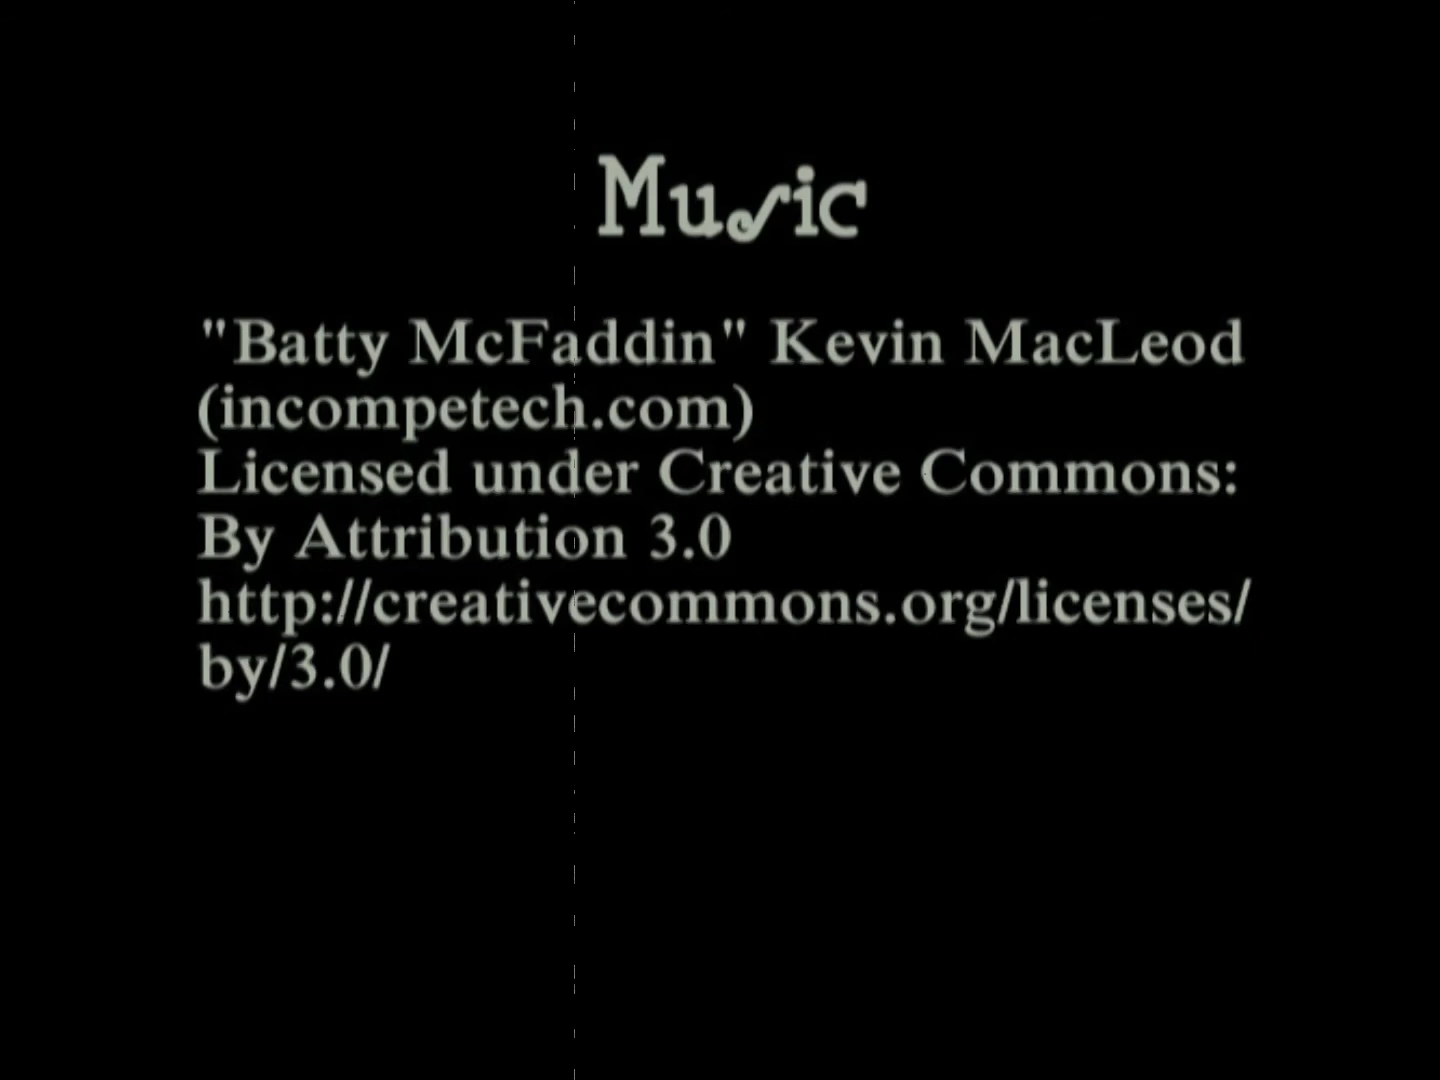 Music
"Batty McFaddin" Kevin MacLeod
(incompetech.com)
Licensed under Creative Commons:
By Attribution 3.0
http://creativecommons.org/licenses/
by/3.0/